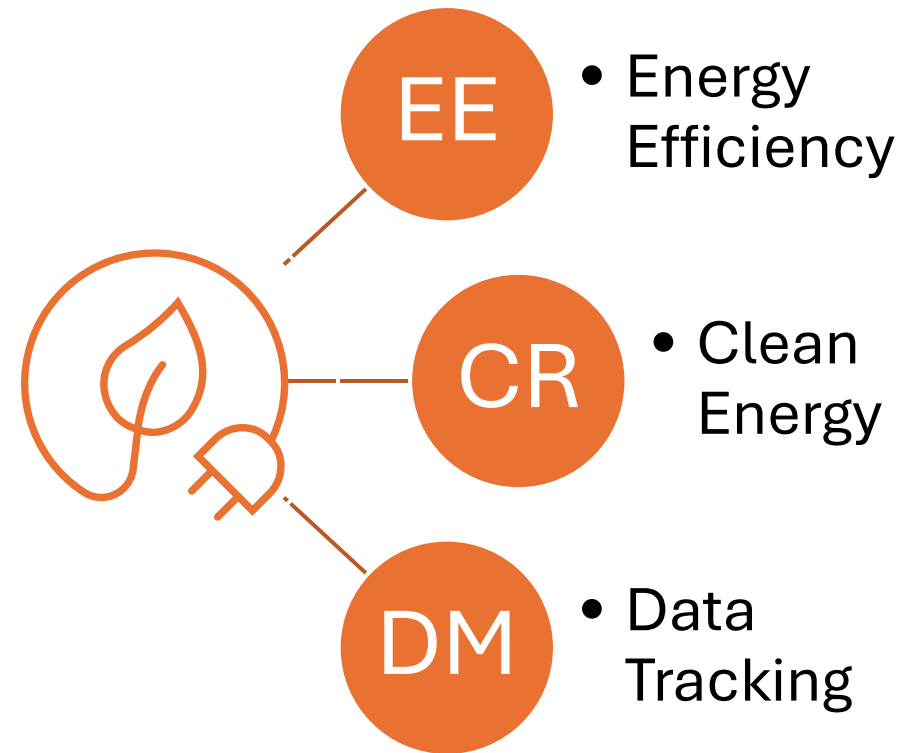 EE
• Energy
Efficiency
CR
• Clean
Energy
DM
• Data
Tracking